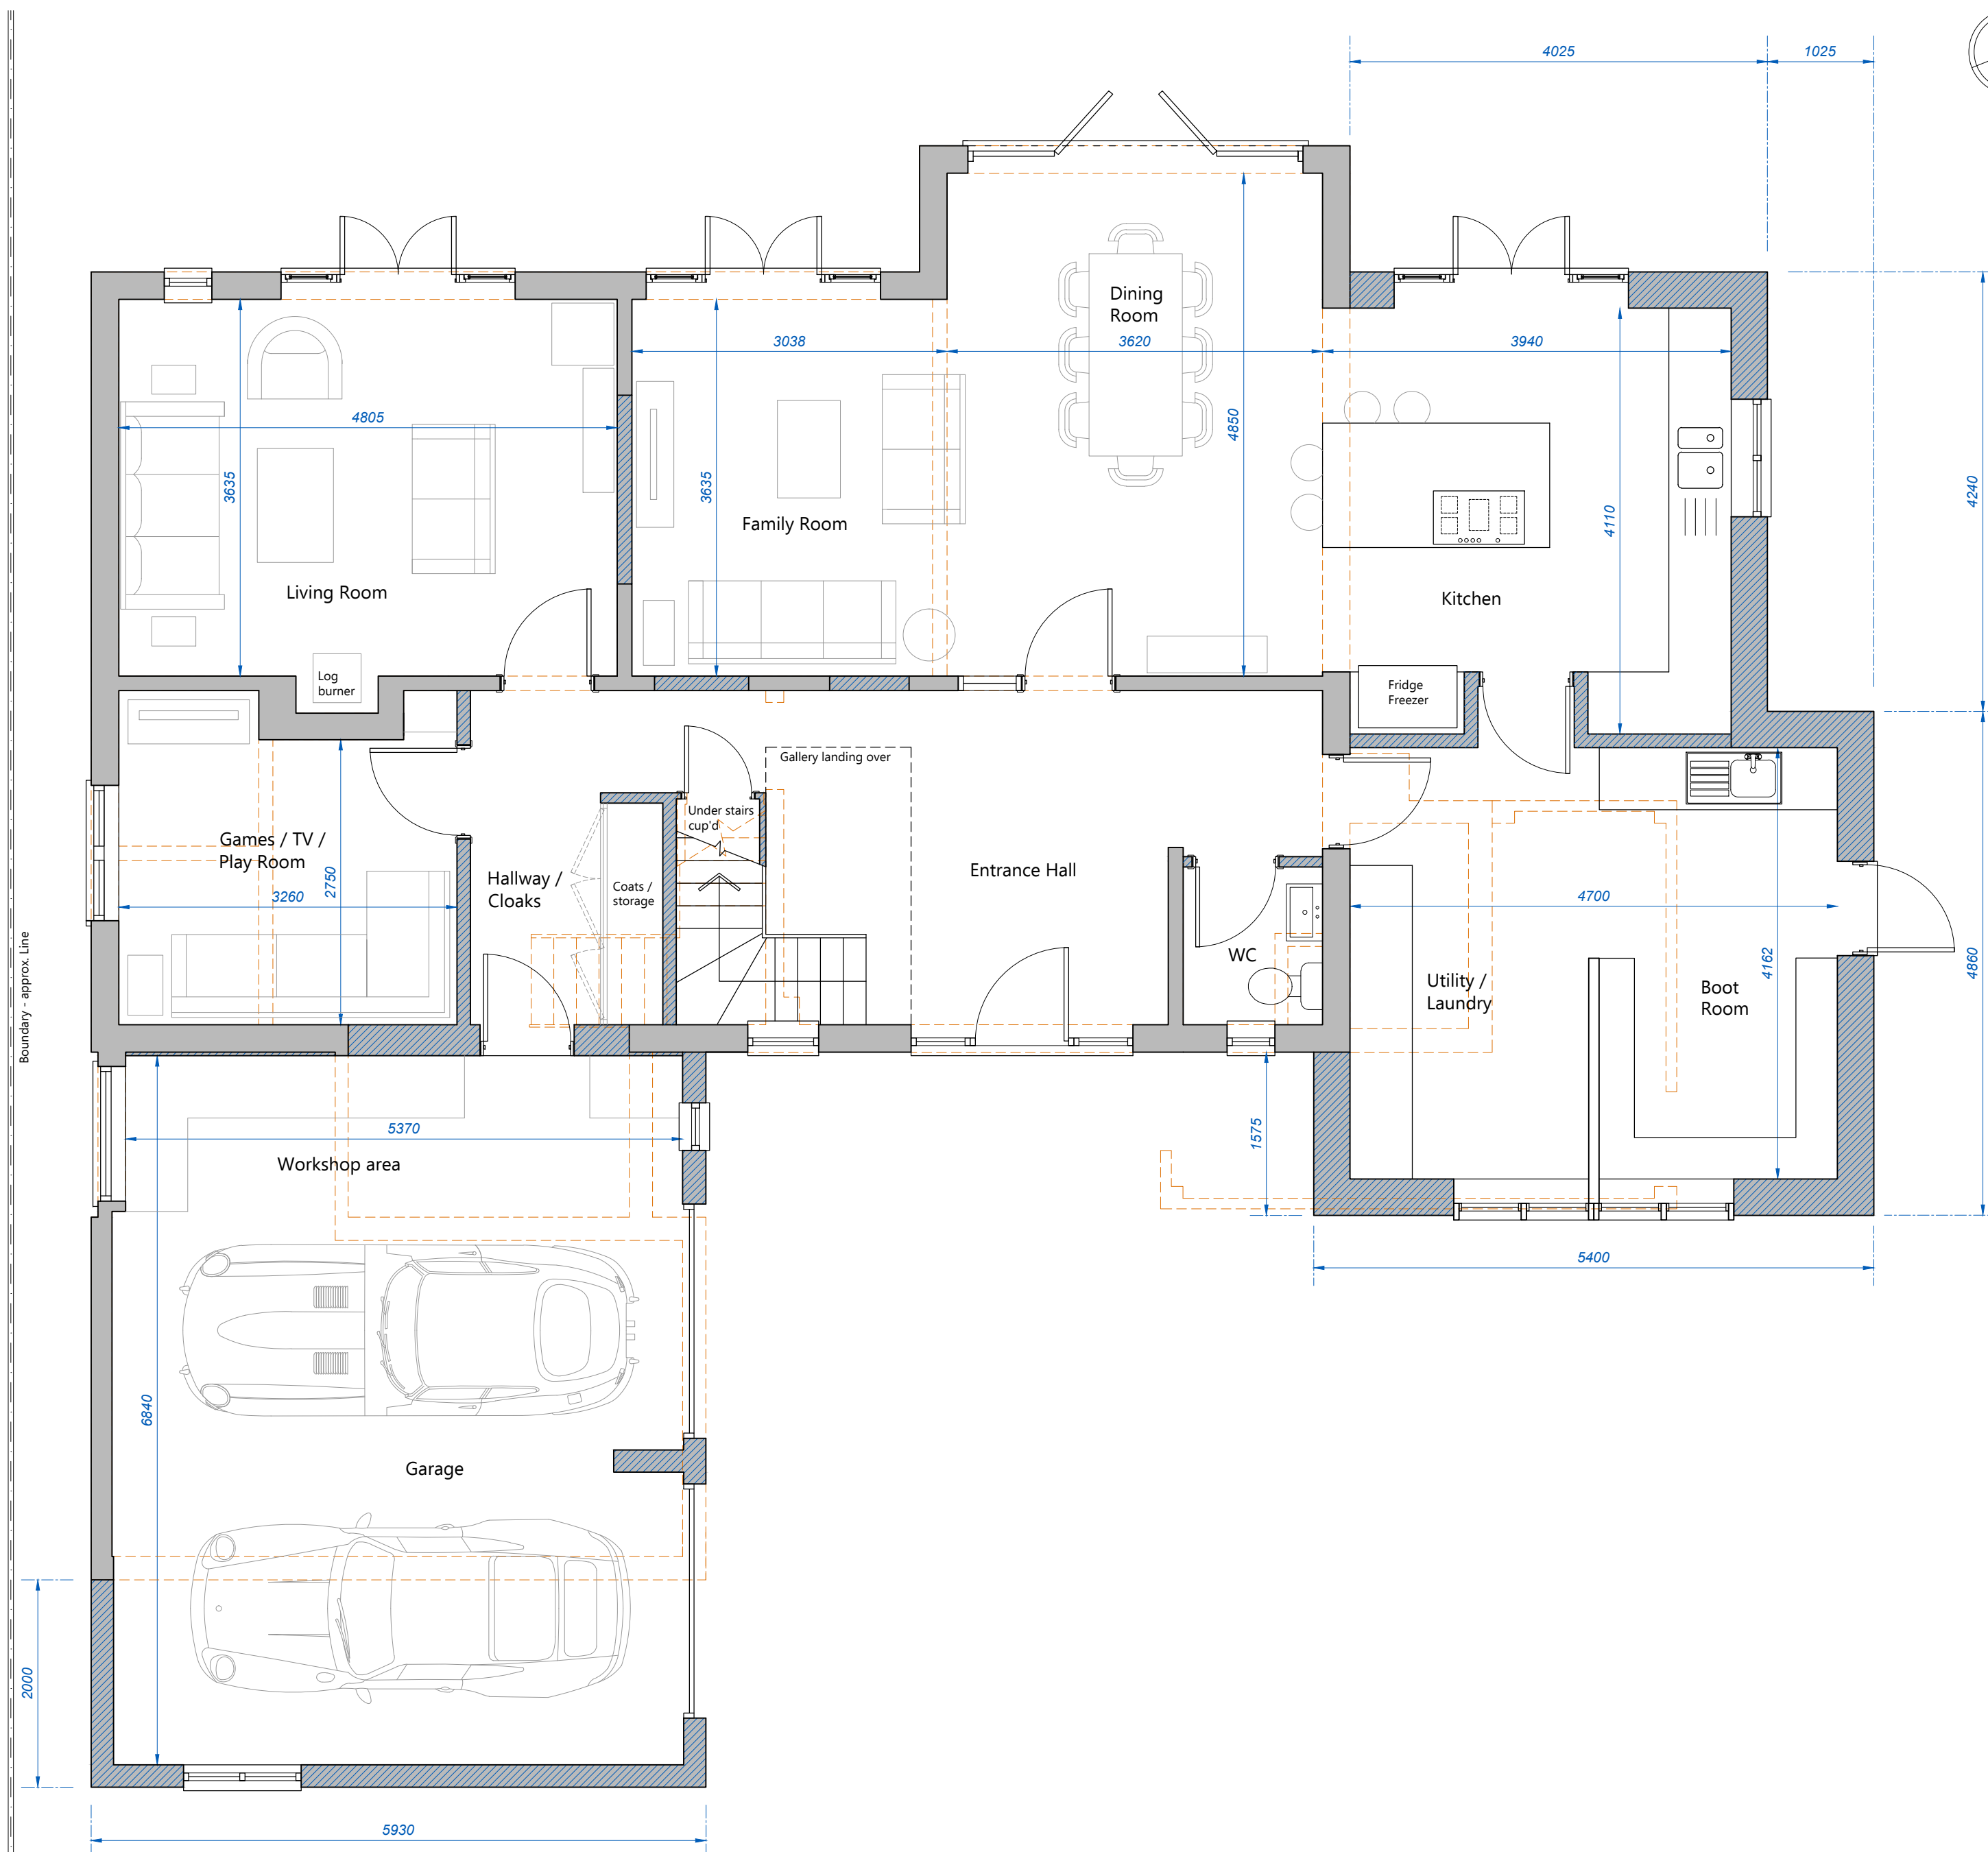 4025
1025
Dining
Room
3038
3620
3940
4805
3635
3635
4850
4110
4240
Family Room
Living Room
Kitchen
Log
burner
Fridge
Freezer
Gallery landing over
Under stairs
cup'd
Games / TV /
Play Room
2750
3260
Hallway /
Cloaks
Coats /
storage
Entrance Hall
WC
4700
4162
4860
Utility /
Laundry
Boot
Room
Boundary - approx. Line
5370
1575
Workshop area
5400
6840
Garage
2000
5930